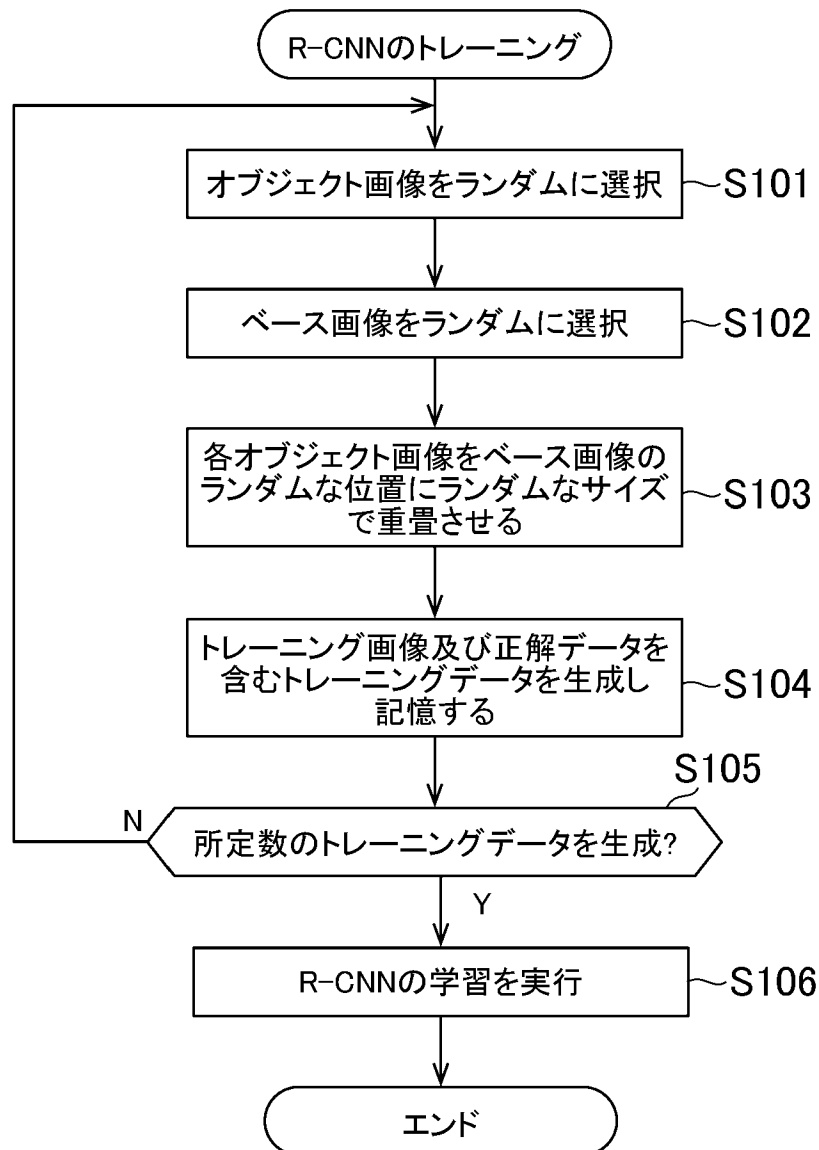 R-CNNのトレーニング
オブジェクト画像をランダムに選択
S101
ベース画像をランダムに選択
S102
各オブジェクト画像をベース画像の
ランダムな位置にランダムなサイズ
で重畳させる
S103
トレーニング画像及び正解データを
含むトレーニングデータを生成し
記憶する
S104
S105
N
所定数のトレーニングデータを生成?
Y
R-CNNの学習を実行
S106
エンド